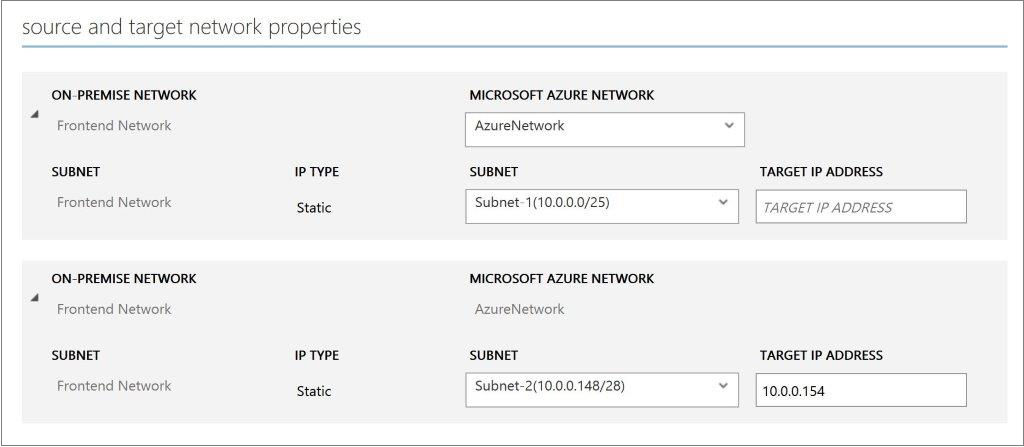 source and target network properties
ON-PREMISE NETWORK MICROSOFT AZURE NETWORK
Frontend Network AzureNetwork
SUBNET IP TYPE SUBNET TARGET IP ADDRESS
Frontend Network Static Subnet-1(10.0.0.0/25) TARGET IP ADDRESS
ON-PREMISE NETWORK MICROSOFT AZURE NETWORK
Frontend Network AzureNetwork
SUBNET IP TYPE SUBNET TARGET IP ADDRESS
Frontend Network Static Subnet-2(10.0.0.148/28) 10.0.0.154